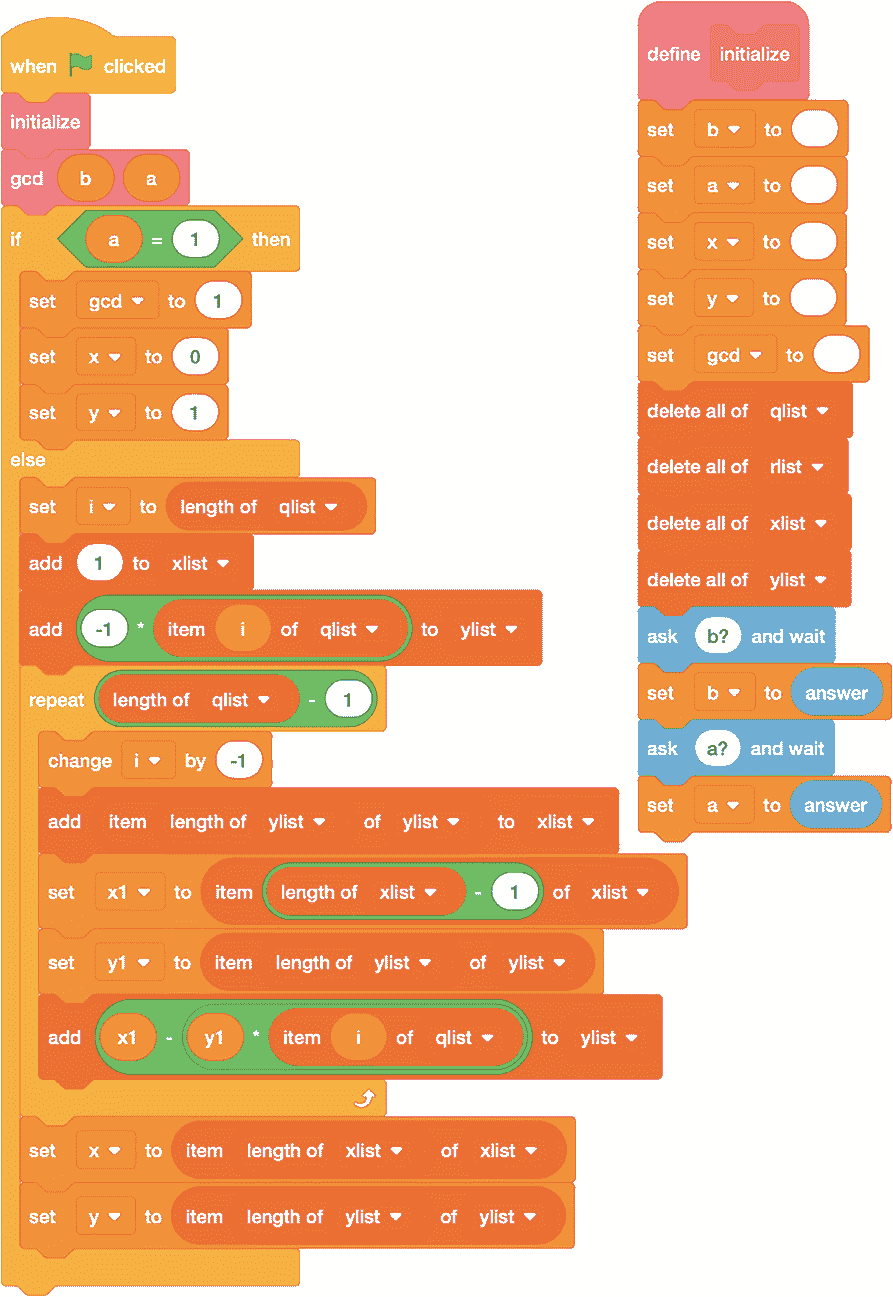 when clicked
initialize
gcd b a
if a = 1 then
set gcd to 1
set x to 0
set y to 1
else
set i to length of qlist
add 1 to xlist
add -1 * item i of qlist to ylist
repeat length of qlist - 1
change i by -1
add item length of ylist of ylist to xlist
set x1 to item length of xlist - 1 of xlist
set y1 to item length of ylist of ylist
add x1 - y1 * item i of qlist to ylist
set x to item length of xlist of xlist
set y to item length of ylist of ylist
define initialize
set b to
set a to
set x to
set y to
set gcd to
delete all of qlist
delete all of rlist
delete all of xlist
delete all of ylist
ask b? and wait
set b to answer
ask a? and wait
set a to answer